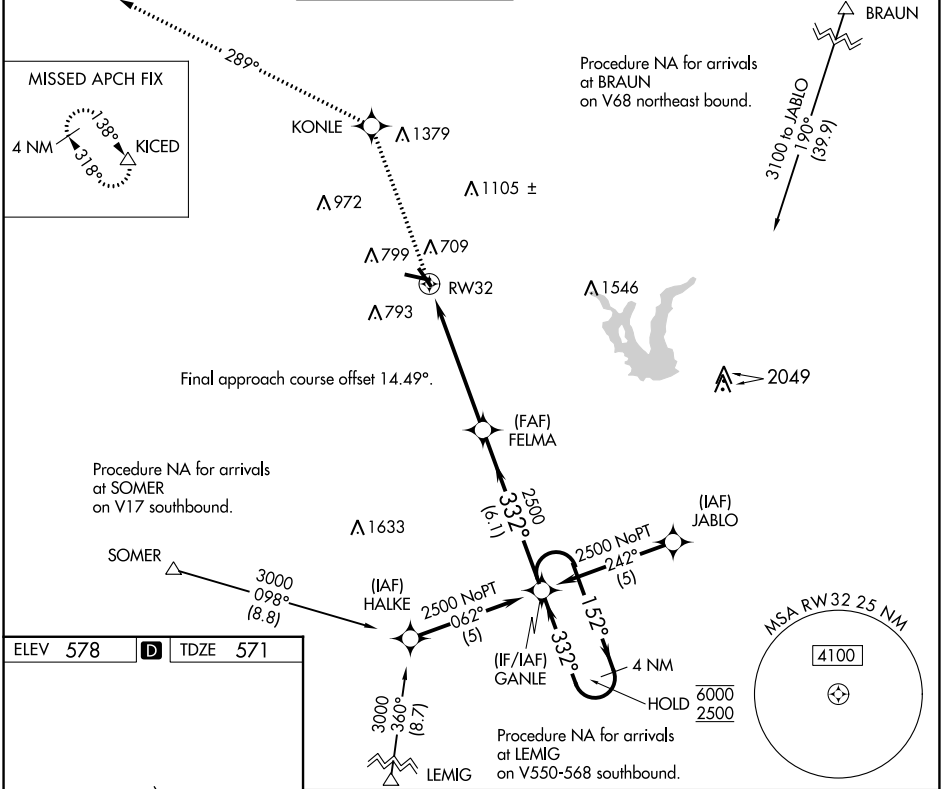 BRAUN
289°
MISSED APCH FIX
138°
4 NM
KICED
318°
Procedure NA for arrivals
at BRAUN
on V68 northeast bound.
3100 to JABLO
190°
(39.9)
KONLE
1379
972
1105 ±
799
709
RW32
1546
793
Final approach course offset 14.49°.
2049
(FAF)
FELMA
Procedure NA for arrivals
at SOMER
on V17 southbound.
2500
332°
(6.1)
(IAF)
JABLO
1633
SOMER
2500 NoPT
242°
(5)
3000
098°
(8.8)
(IAF)
HALKE
2500 NoPT
062°
(5)
152°
MSA RW32 25 NM
4100
ELEV 578 D TDZE 571
(IF/IAF)
GANLE
332°
4 NM
HOLD
6000
2500
3000
360°
(8.7)
LEMIG
Procedure NA for arrivals
at LEMIG
on V550-568 southbound.